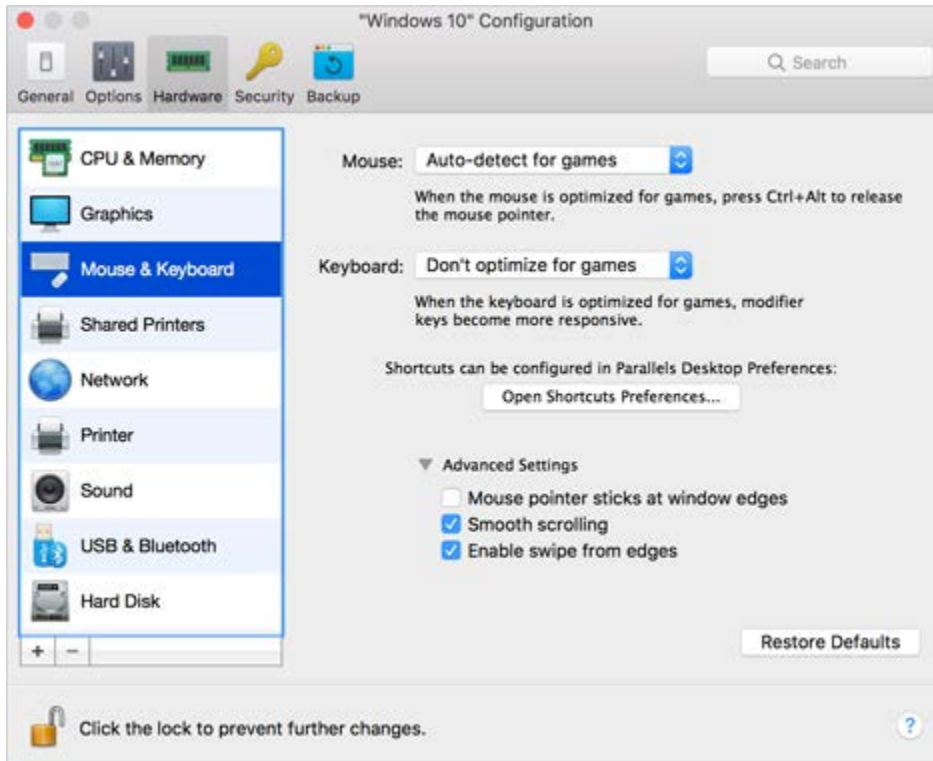 "Windows 10" Configuration
General Options Hardware Security Backup
Search
CPU & Memory
Graphics
Mouse & Keyboard
Shared Printers
Network
Printer
Sound
USB & Bluetooth
Hard Disk
+ −
Mouse: Auto-detect for games
When the mouse is optimized for games, press Ctrl+Alt to release
the mouse pointer.
Keyboard: Don't optimize for games
When the keyboard is optimized for games, modifier
keys become more responsive.
Shortcuts can be configured in Parallels Desktop Preferences:
Open Shortcuts Preferences...
Advanced Settings
Mouse pointer sticks at window edges
Smooth scrolling
Enable swipe from edges
Restore Defaults
Click the lock to prevent further changes.
?